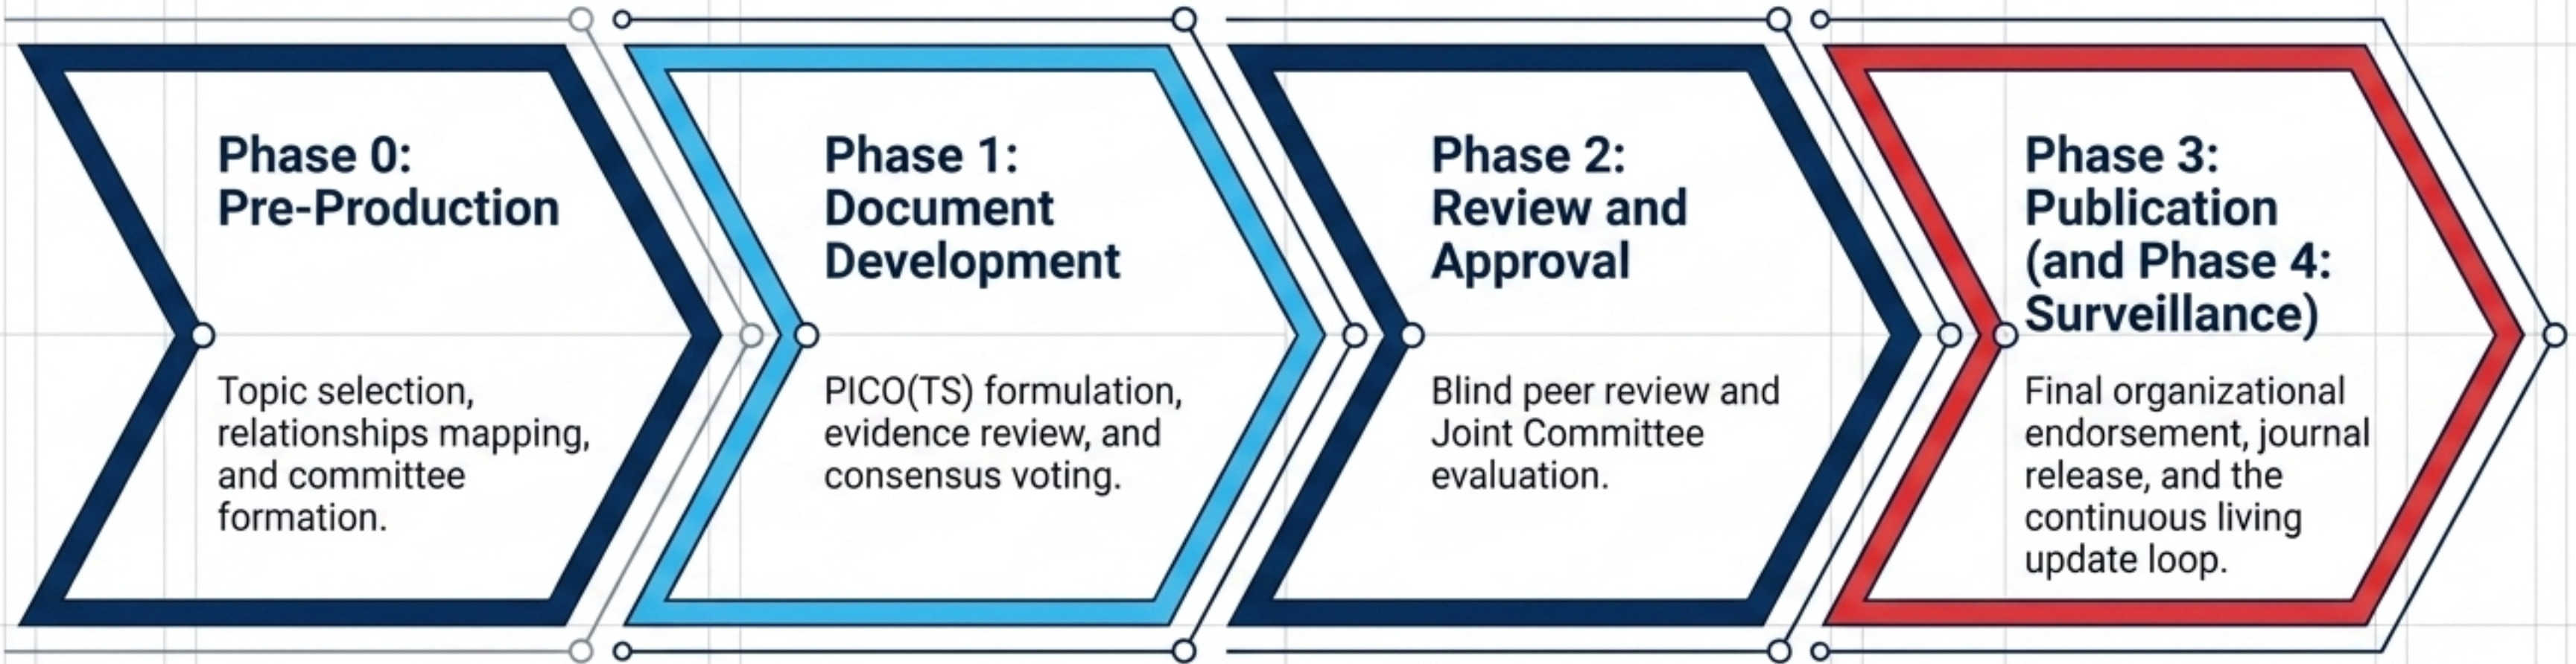 Phase 0:
Pre-Production
Topic selection,
relationships mapping,
and committee
formation.
Phase 1:
Document
Development
PICO(TS) formulation,
evidence review, and
consensus voting.
Phase 2:
Review and
Approval
Blind peer review and
Joint Committee
evaluation.
Phase 3:
Publication
(and Phase 4:
Surveillance)
Final organizational
endorsement, journal
release, and the
continuous living
update loop.